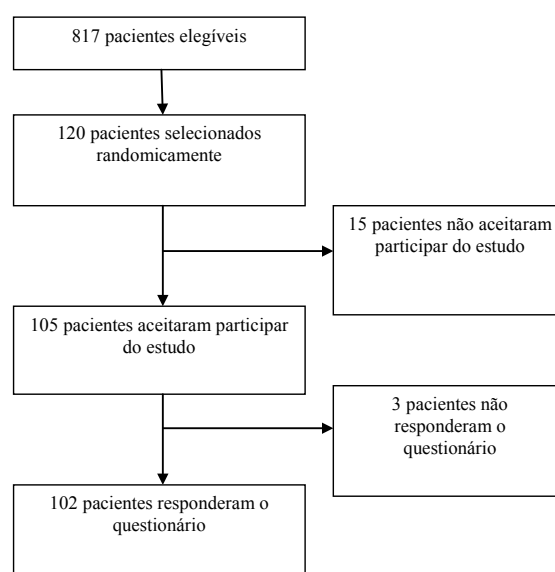 817 pacientes elegíveis
120 pacientes selecionados
randomicamente
15 pacientes não aceitaram
participar do estudo
105 pacientes aceitaram participar
do estudo
3 pacientes não
responderam o
questionário
102 pacientes responderam o
questionário